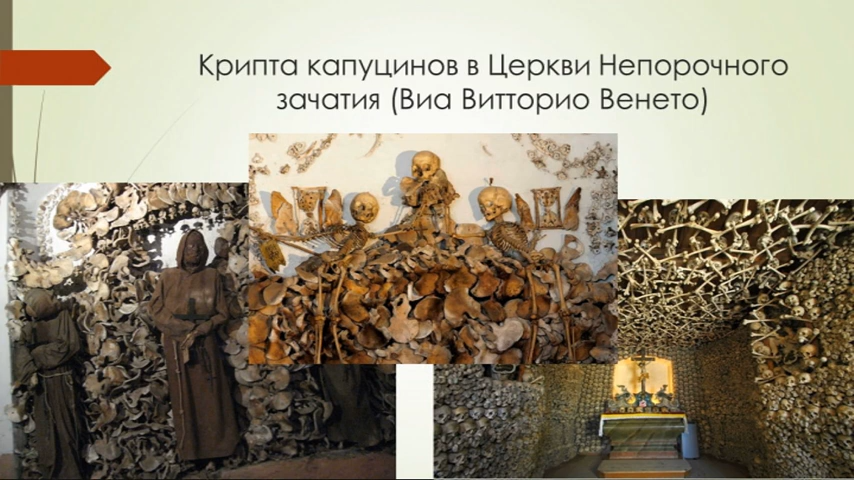 Крипта капуцинов в Церкви Непорочного
зачатия (Виа Витторио Венето)